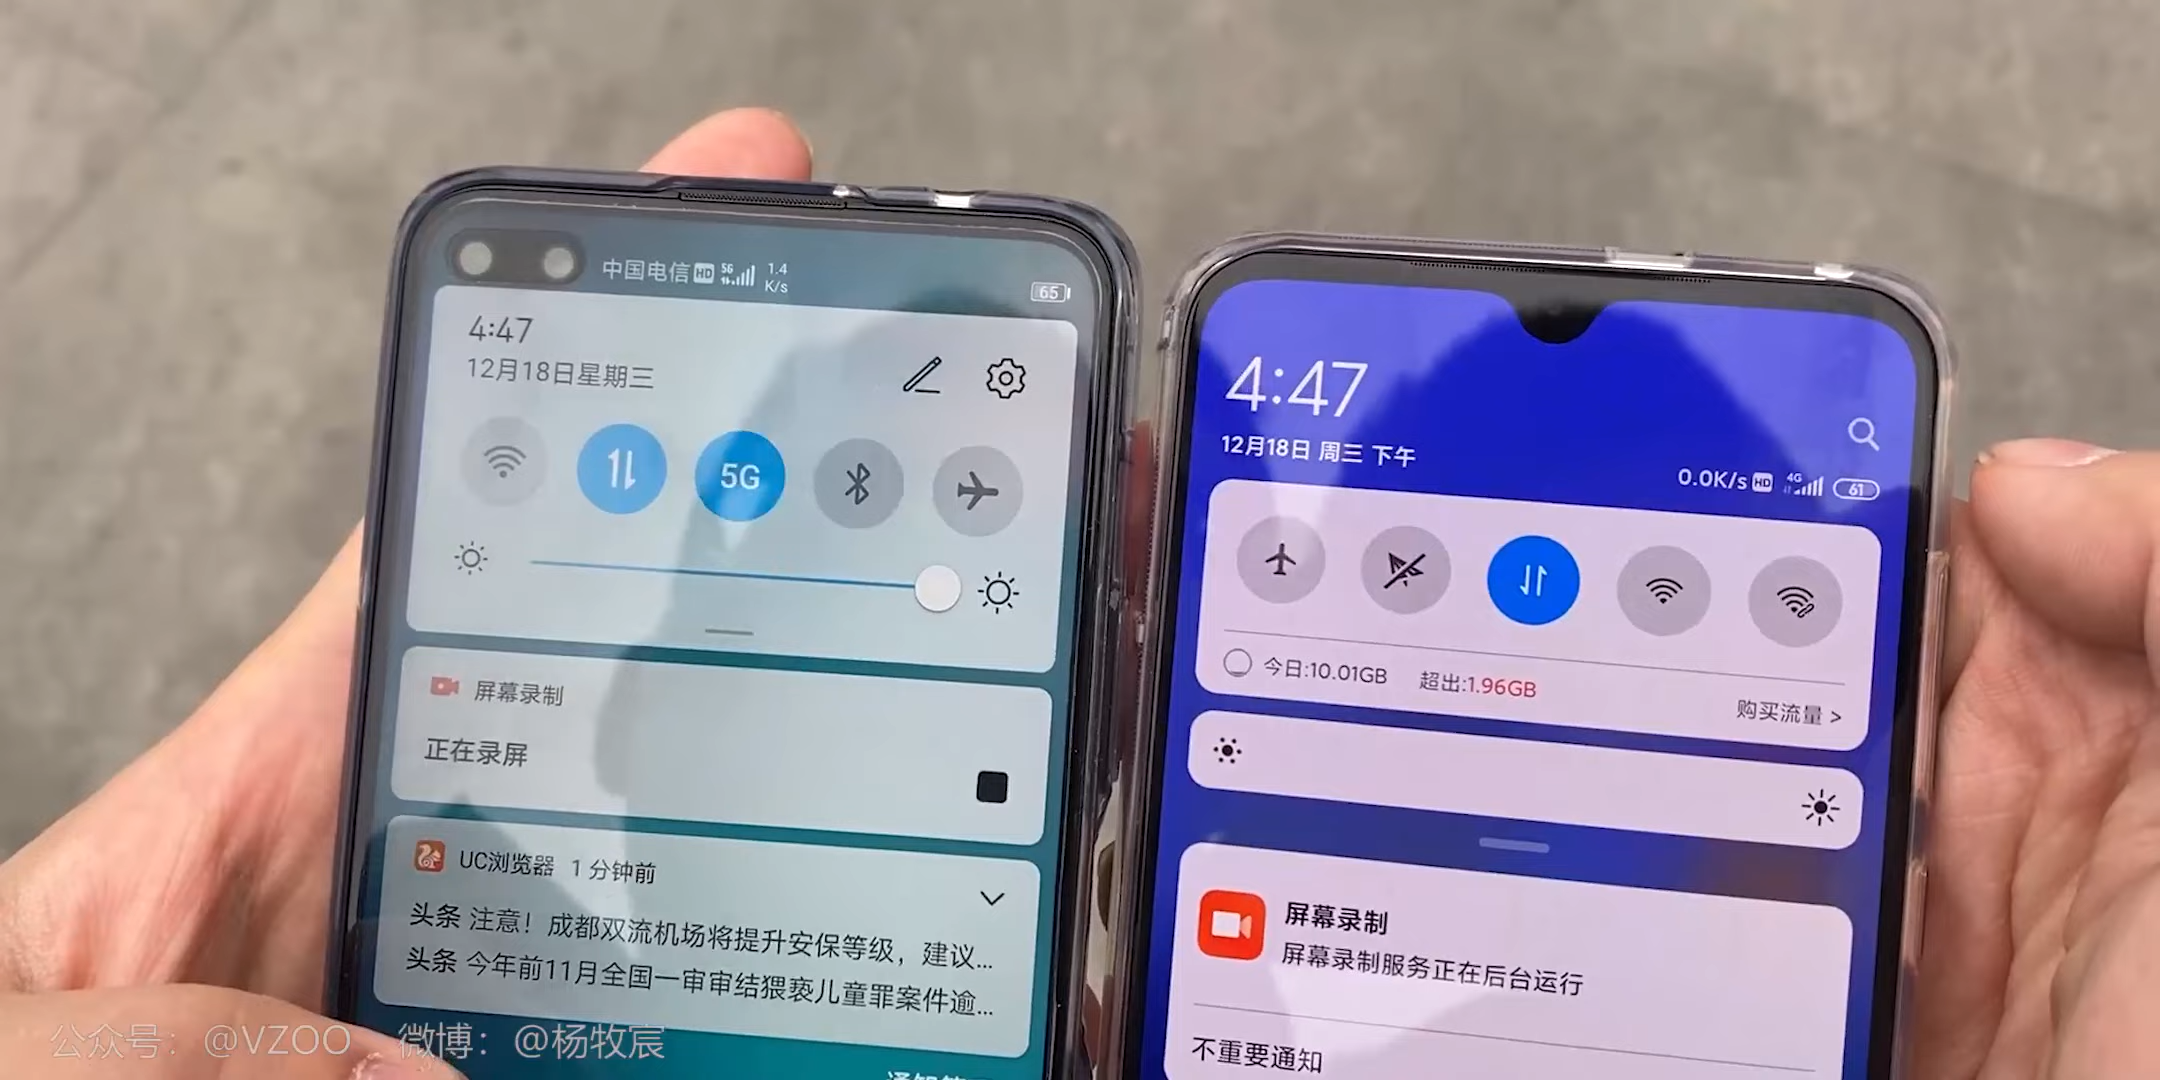 中国电信 HD 5G 1.4 K/s
65
4:47
12月18日星期三
5G
屏幕录制
正在录屏
UC浏览器 1 分钟前
头条 注意！成都双流机场将提升安保等级，建议...
头条 今年前11月全国一审审结猥亵儿童罪案件逾...
4:47
12月18日 周三 下午
0.0K/s HD 4G 61
今日:10.01GB 超出:1.96GB
购买流量 >
屏幕录制
屏幕录制服务正在后台运行
不重要通知
公众号：@VZOO 微博：@杨牧宸